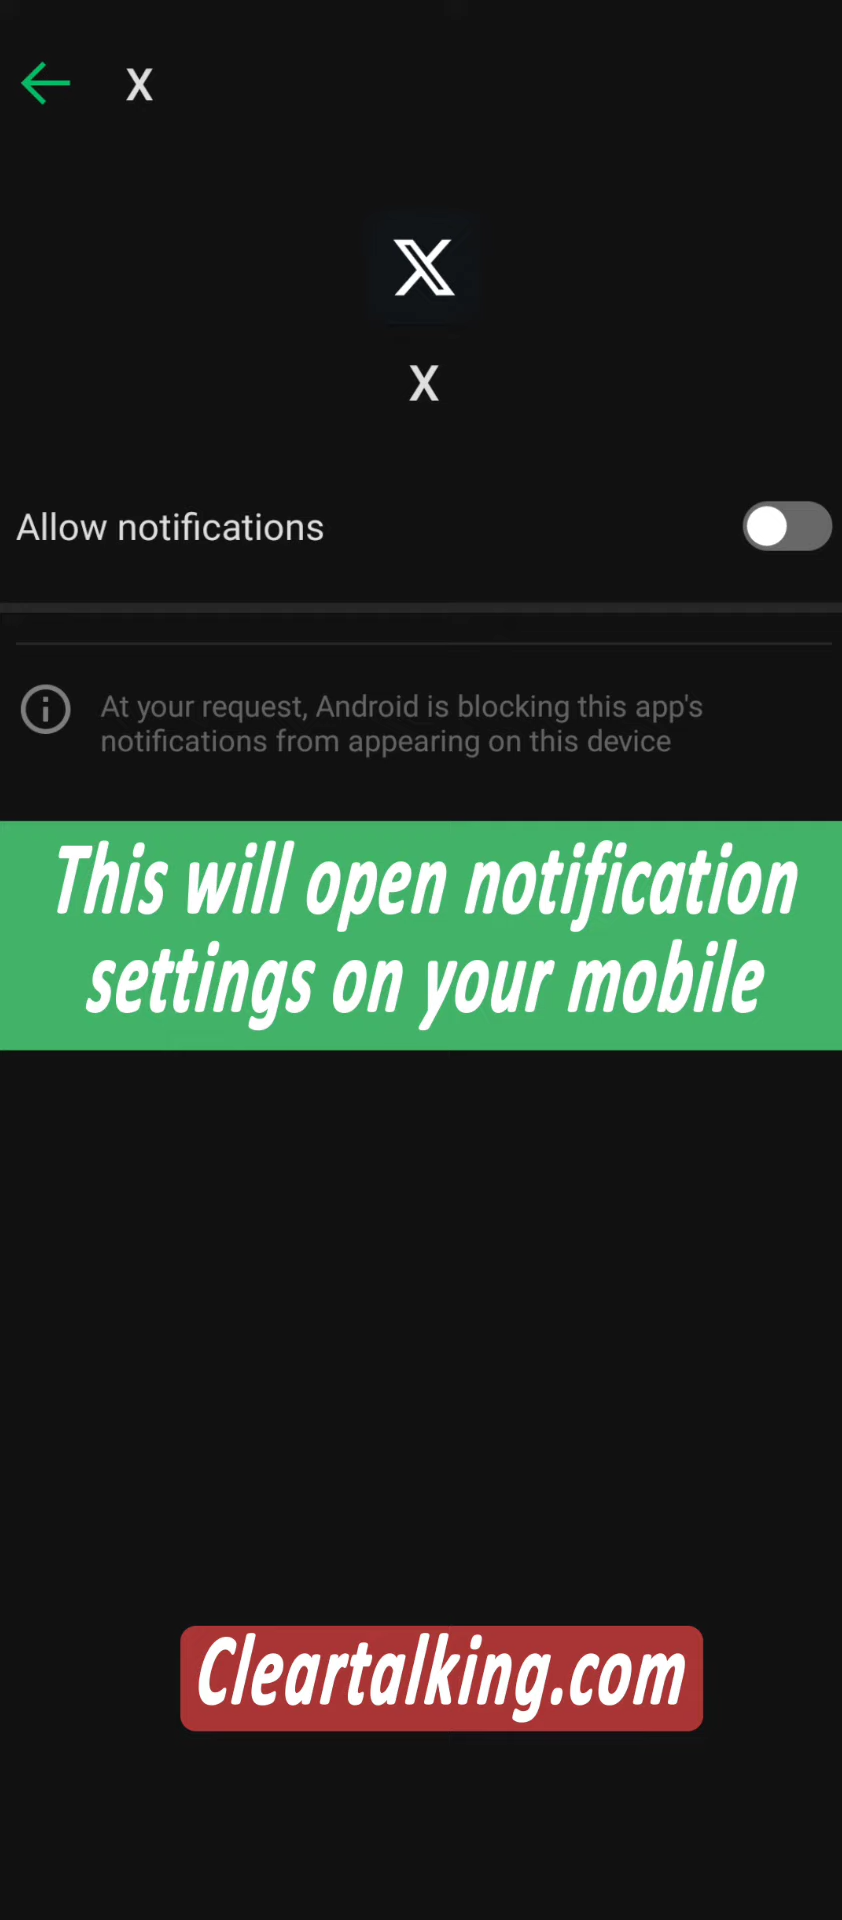 X
X
X
Allow notifications
At your request, Android is blocking this app's
notifications from appearing on this device
This will open notification
settings on your mobile
Cleartalking.com